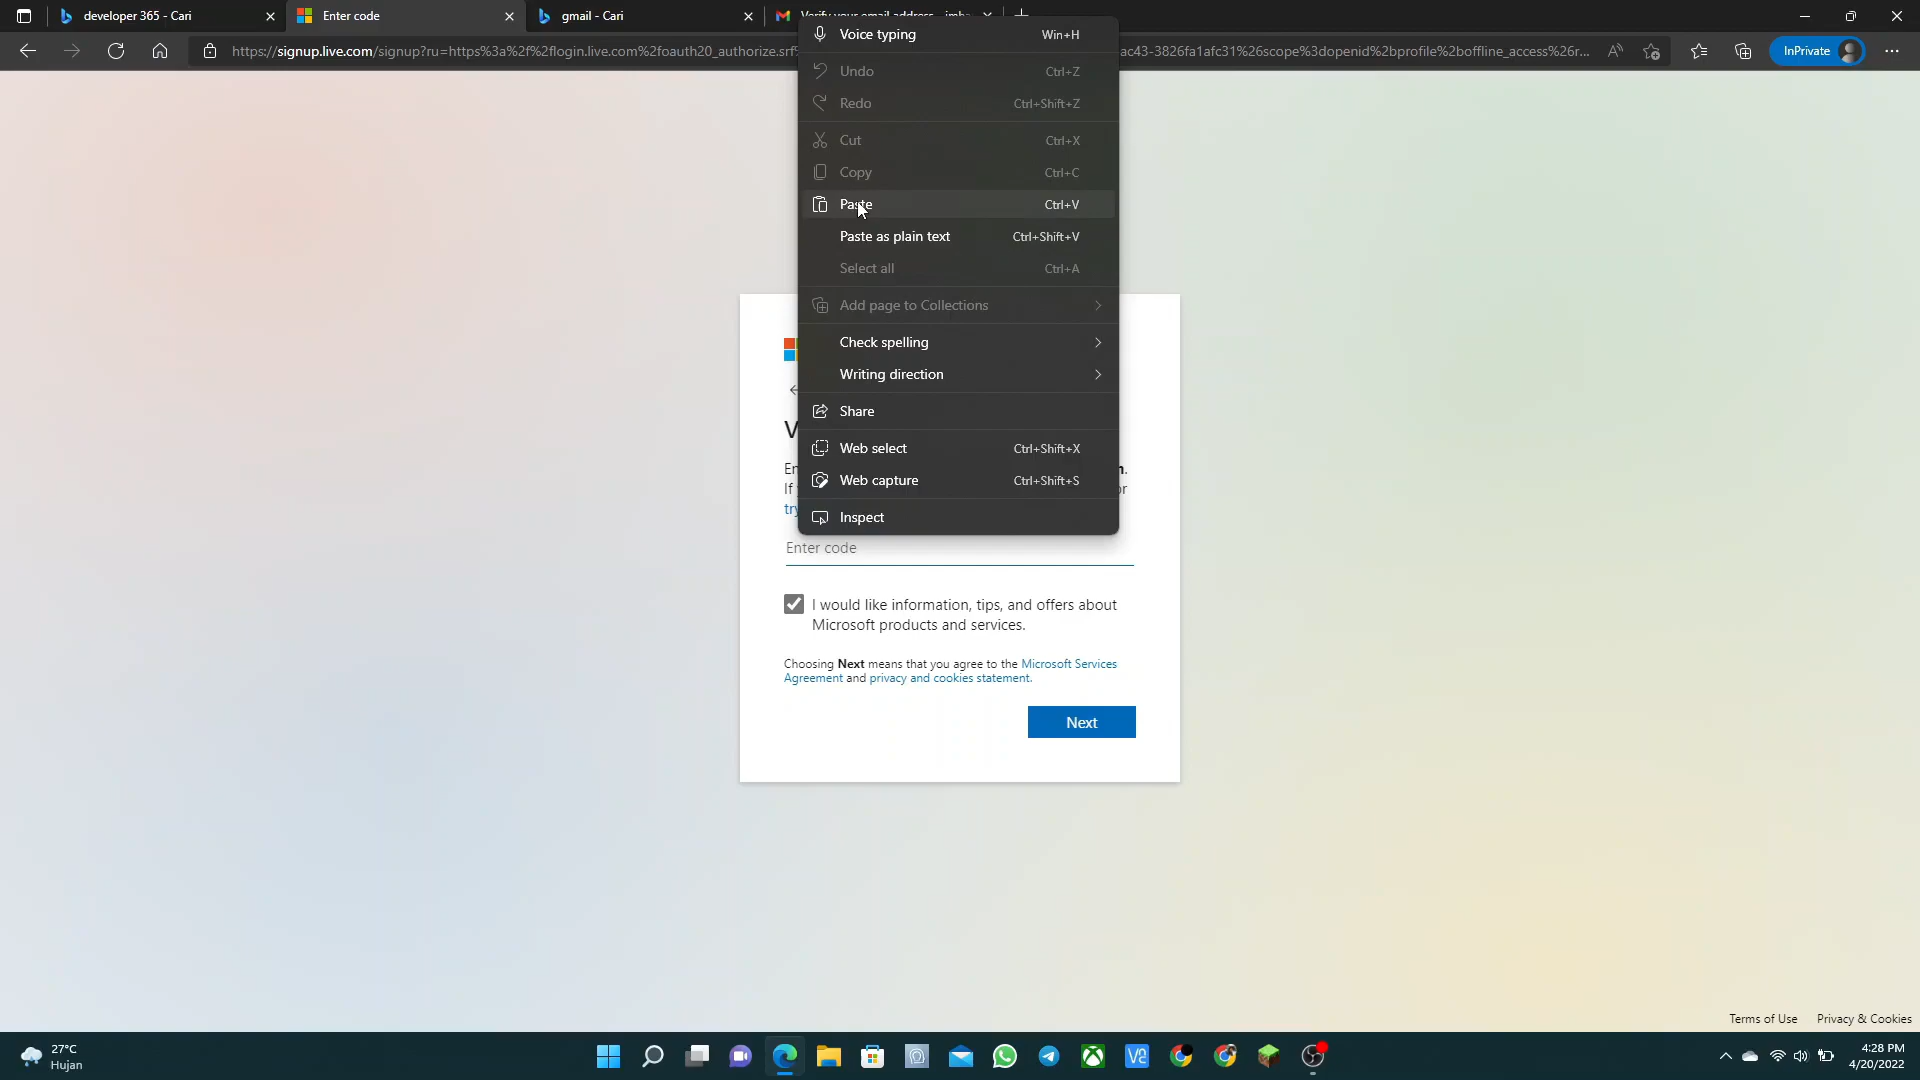 developer 365 - Cari
Enter code
gmail - Cari
Verify your email address
https://signup.live.com/signup?ru=https%3a%2f%2flogin.live.com%2foauth20_authorize.srf
ac43-3826fa1afc31%26scope%3dopenid%2bprofile%2boffline_access%26r...
InPrivate
Voice typing Win+H
Undo Ctrl+Z
Redo Ctrl+Shift+Z
Cut Ctrl+X
Copy Ctrl+C
Paste Ctrl+V
Paste as plain text Ctrl+Shift+V
Select all Ctrl+A
Add page to Collections
Check spelling
Writing direction
Share
Web select Ctrl+Shift+X
Web capture Ctrl+Shift+S
Inspect
Enter code
I would like information, tips, and offers about
Microsoft products and services.
Choosing Next means that you agree to the Microsoft Services
Agreement and privacy and cookies statement.
Next
Terms of Use Privacy & Cookies
27°C
Hujan
4:28 PM
4/20/2022